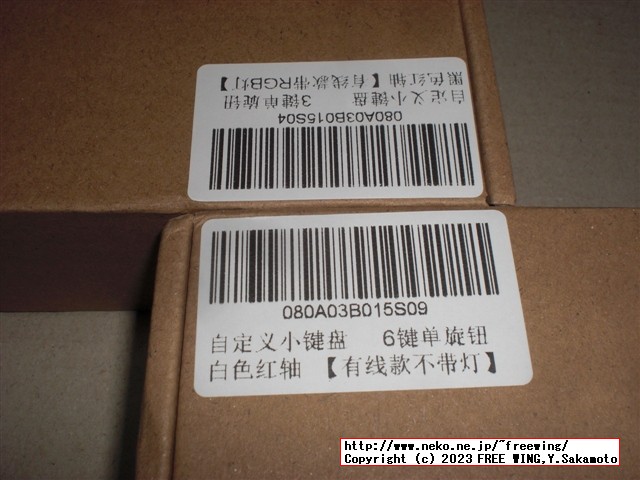 080A03B015S04
自定义小键盘 3键单旋钮
黑色红轴 【有线款带RGB灯】
080A03B015S09
自定义小键盘 6键单旋钮
白色红轴 【有线款不带灯】
http://www.neko.ne.jp/~freewing/
Copyright (c) 2023 FREE WING,Y.Sakamoto